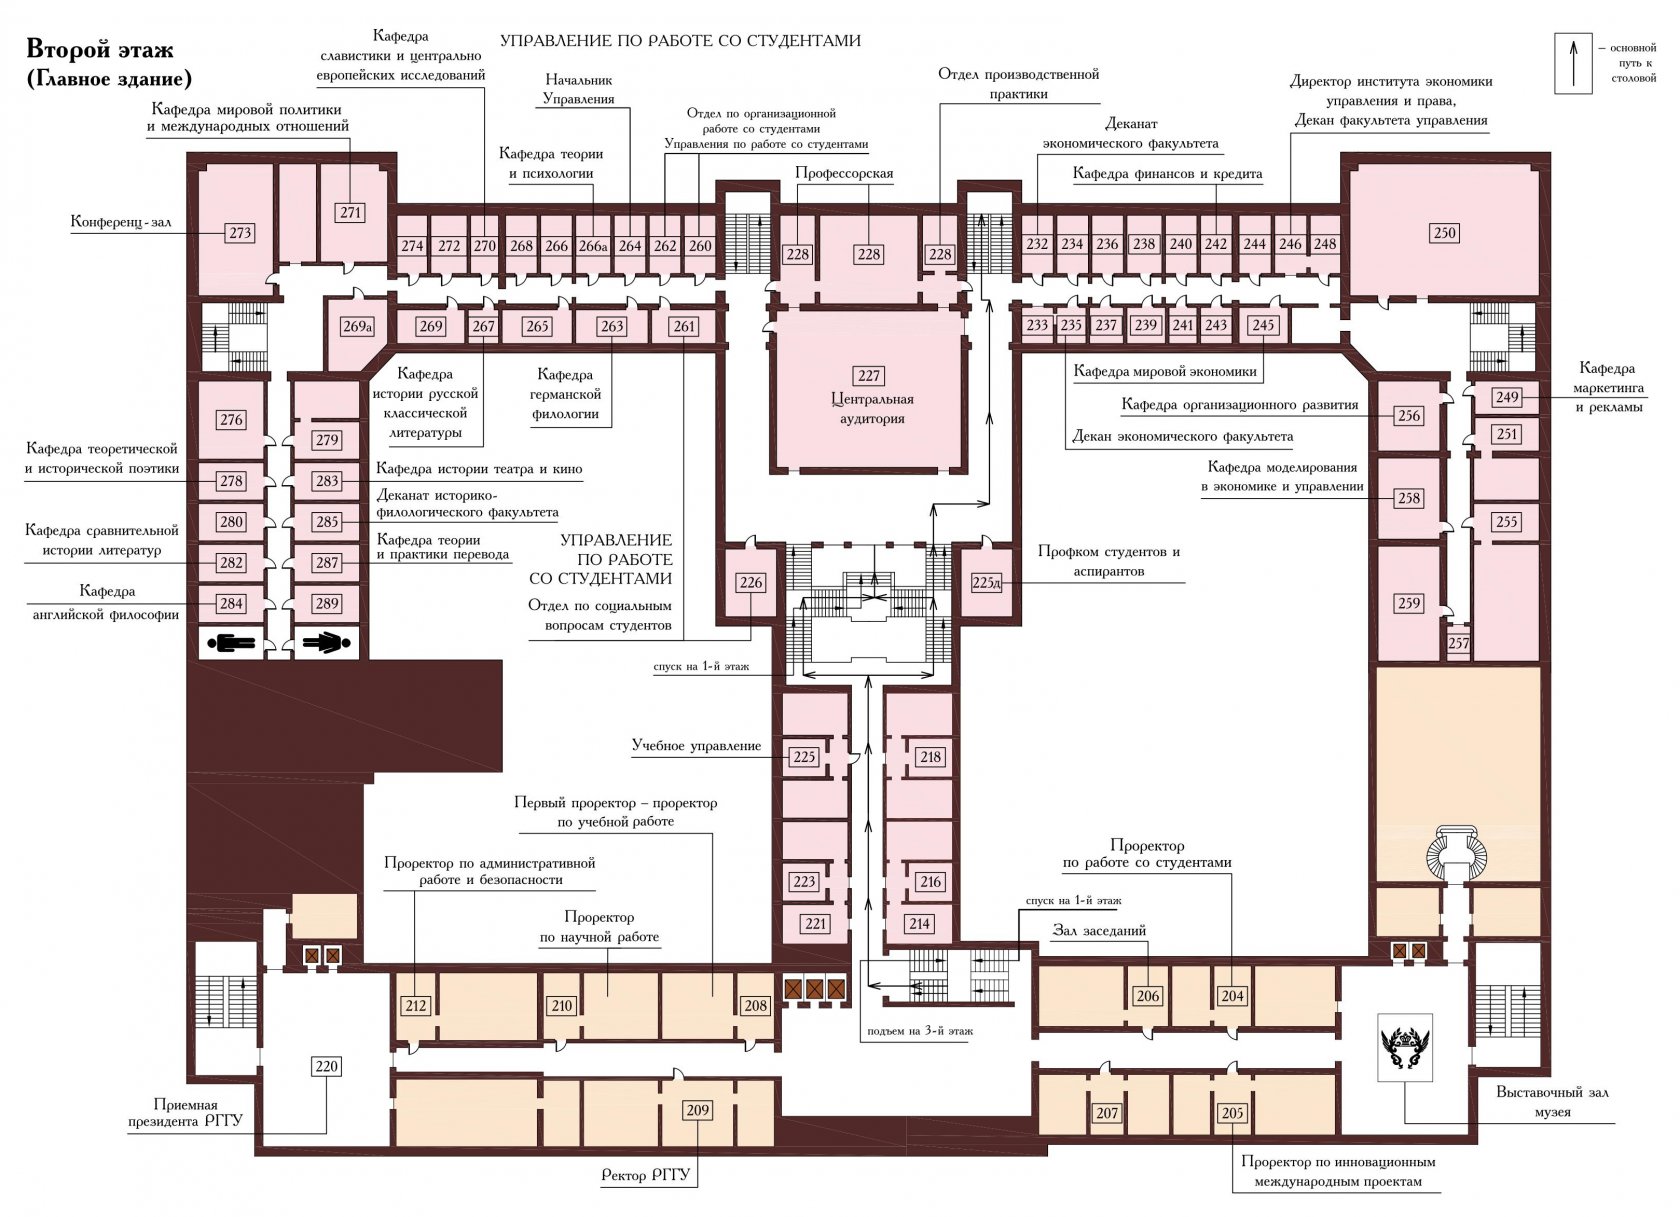 Второй этаж
(Главное здание)
Кафедра
славистики и центрально
европейских исследований
УПРАВЛЕНИЕ ПО РАБОТЕ СО СТУДЕНТАМИ
– основной
путь к
столовой
Кафедра мировой политики
и международных отношений
Начальник
Управления
Отдел по организационной
работе со студентами
Управления по работе со студентами
Отдел производственной
практики
Директор института экономики
управления и права,
Декан факультета управления
Кафедра теории
и психологии
Профессорская
Деканат
экономического факультета
Кафедра финансов и кредита
Конференц-зал
273
271
274
272
270
268
266
266а
264
262
260
228
228
228
232
234
236
238
240
242
244
246
248
250
269а
269
267
265
263
261
233
235
237
239
241
243
245
227
Центральная
аудитория
Кафедра
истории русской
классической
литературы
Кафедра
германской
филологии
Кафедра мировой экономики
Кафедра организационного развития
Декан экономического факультета
Кафедра моделирования
в экономике и управлении
Кафедра
маркетинга
и рекламы
276
279
278
283
280
285
282
287
284
289
256
249
251
258
255
259
257
Кафедра теоретической
и исторической поэтики
Кафедра сравнительной
истории литератур
Кафедра
английской философии
Кафедра истории театра и кино
Деканат историко-
филологического факультета
Кафедра теории
и практики перевода
УПРАВЛЕНИЕ
ПО РАБОТЕ
СО СТУДЕНТАМИ
Отдел по социальным
вопросам студентов
226
225д
Профком студентов и
аспирантов
спуск на 1-й этаж
Учебное управление
225
218
223
216
221
214
Первый проректор – проректор
по учебной работе
Проректор по административной
работе и безопасности
Проректор
по научной работе
Проректор
по работе со студентами
спуск на 1-й этаж
Зал заседаний
212
210
208
206
204
подъем на 3-й этаж
220
209
207
205
Приемная
президента РГГУ
Ректор РГГУ
Выставочный зал
музея
Проректор по инновационным
международным проектам